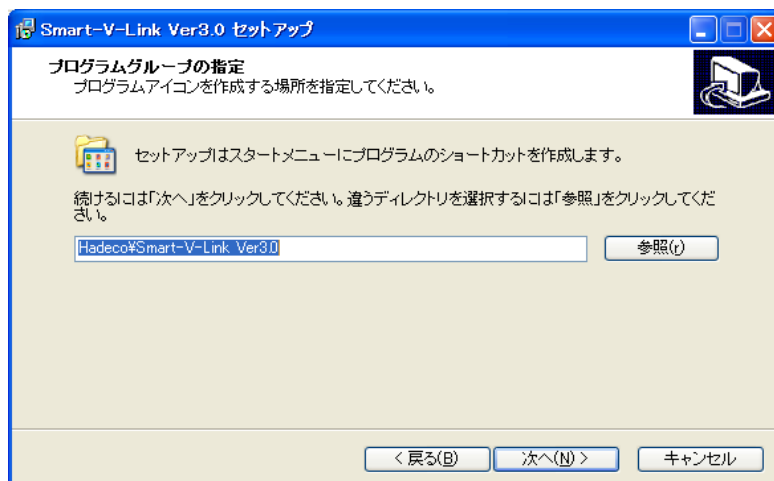 Smart-V-Link Ver3.0 セットアップ
プログラムグループの指定
プログラムアイコンを作成する場所を指定してください。
セットアップはスタートメニューにプログラムのショートカットを作成します。
続けるには「次へ」をクリックしてください。違うディレクトリを選択するには「参照」をクリックしてくだ
さい。
Hadeco¥Smart-V-Link Ver3.0
参照(r)
< 戻る(B)
次へ(N) >
キャンセル